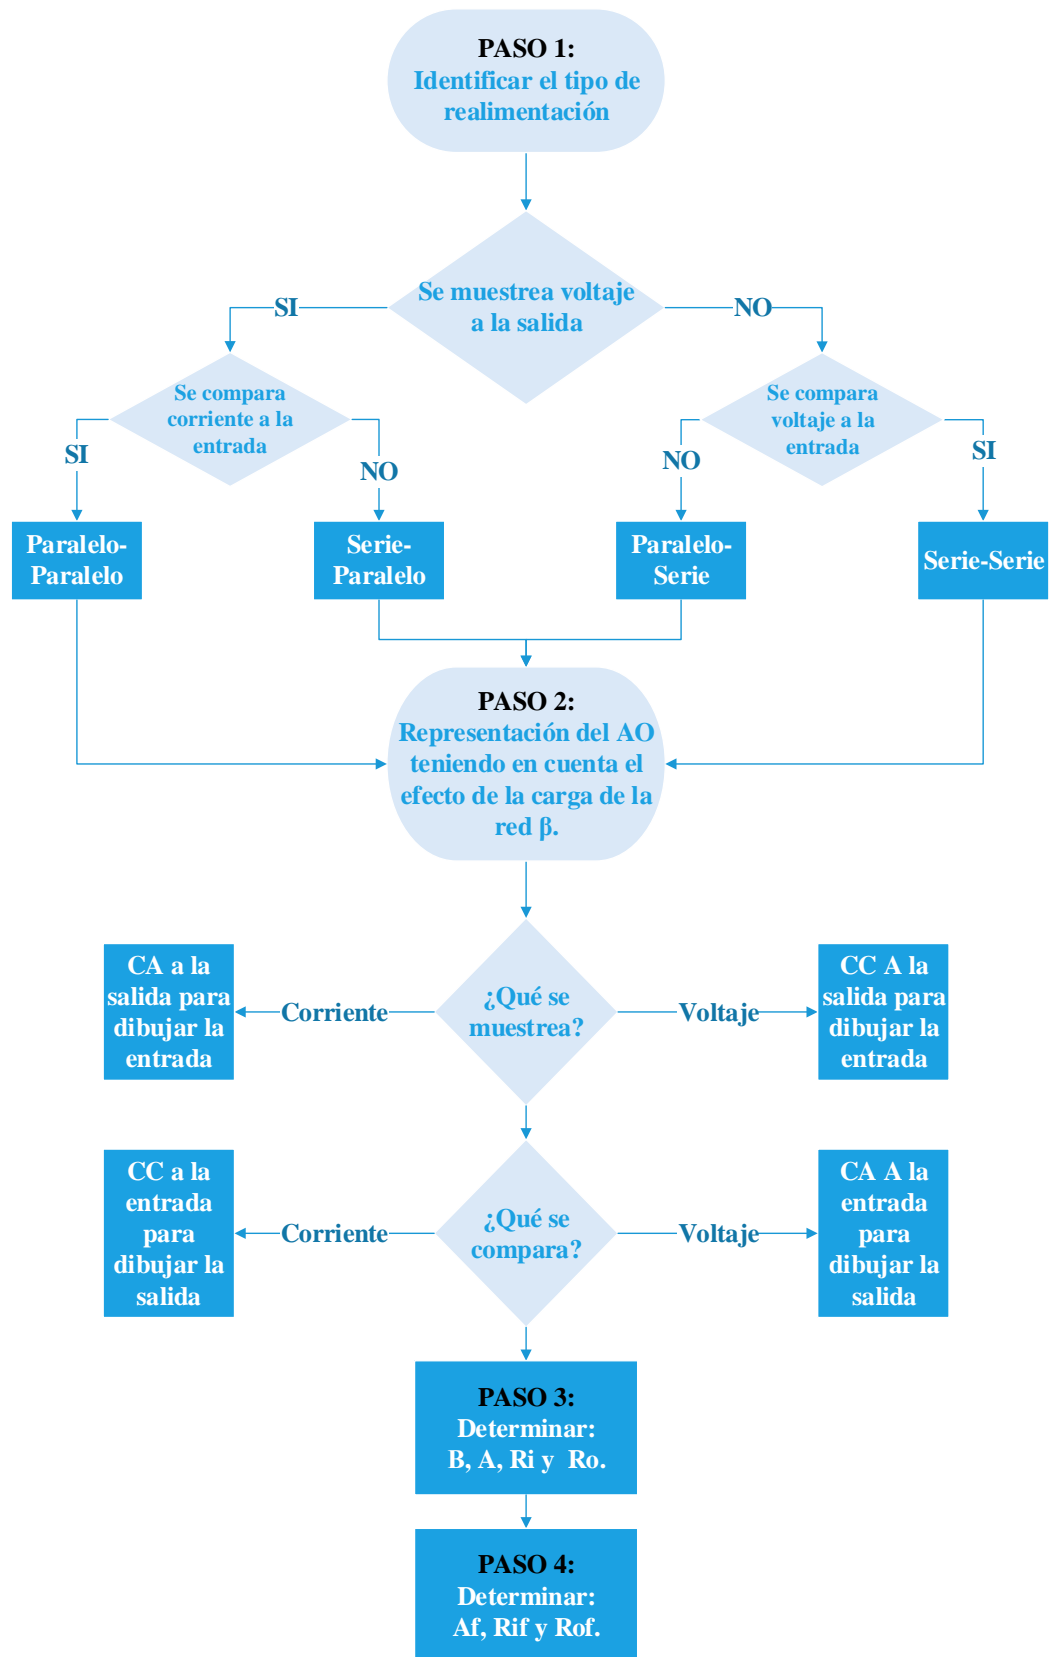 PASO 1:
Identificar el tipo de
realimentación
Se muestrea voltaje
a la salida
SI
NO
Se compara
corriente a la
entrada
Se compara
voltaje a la
entrada
SI
NO
NO
SI
Paralelo-
Paralelo
Serie-
Paralelo
Paralelo-
Serie
Serie-Serie
PASO 2:
Representación del AO
teniendo en cuenta el
efecto de la carga de la
red β.
CA a la
salida para
dibujar la
entrada
Corriente
¿Qué se
muestrea?
Voltaje
CC A la
salida para
dibujar la
entrada
CC a la
entrada
para
dibujar la
salida
Corriente
¿Qué se
compara?
Voltaje
CA A la
entrada
para
dibujar la
salida
PASO 3:
Determinar:
B, A, Ri y Ro.
PASO 4:
Determinar:
Af, Rif y Rof.